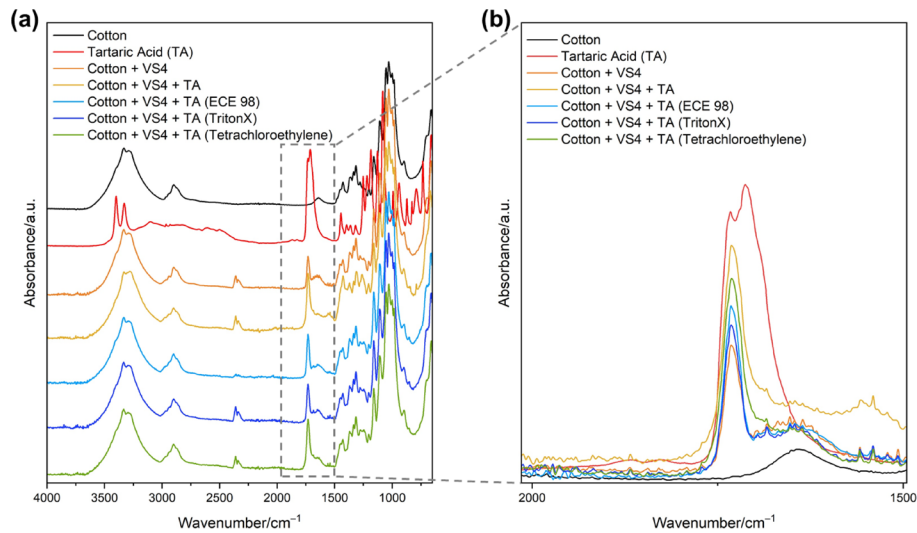 (a)
Cotton
Tartaric Acid (TA)
Cotton + VS4
Cotton + VS4 + TA
Cotton + VS4 + TA (ECE 98)
Cotton + VS4 + TA (TritonX)
Cotton + VS4 + TA (Tetrachloroethylene)
Absorbance/a.u.
4000 3500 3000 2500 2000 1500 1000
Wavenumber/cm⁻¹
(b)
Cotton
Tartaric Acid (TA)
Cotton + VS4
Cotton + VS4 + TA
Cotton + VS4 + TA (ECE 98)
Cotton + VS4 + TA (TritonX)
Cotton + VS4 + TA (Tetrachloroethylene)
Absorbance/a.u.
2000 1500
Wavenumber/cm⁻¹